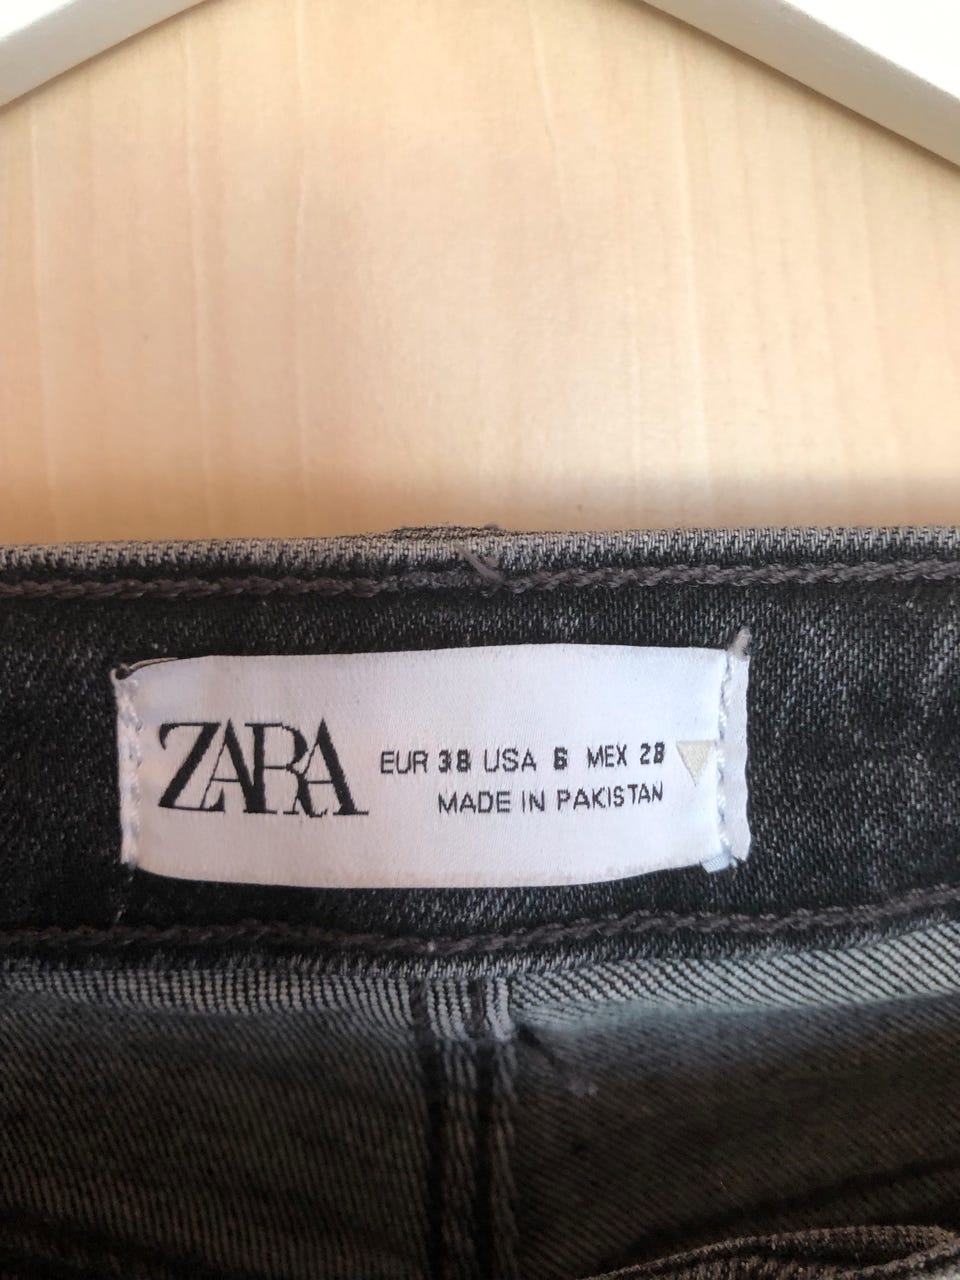 ZARA
EUR 38 USA 6 MEX 28
MADE IN PAKISTAN